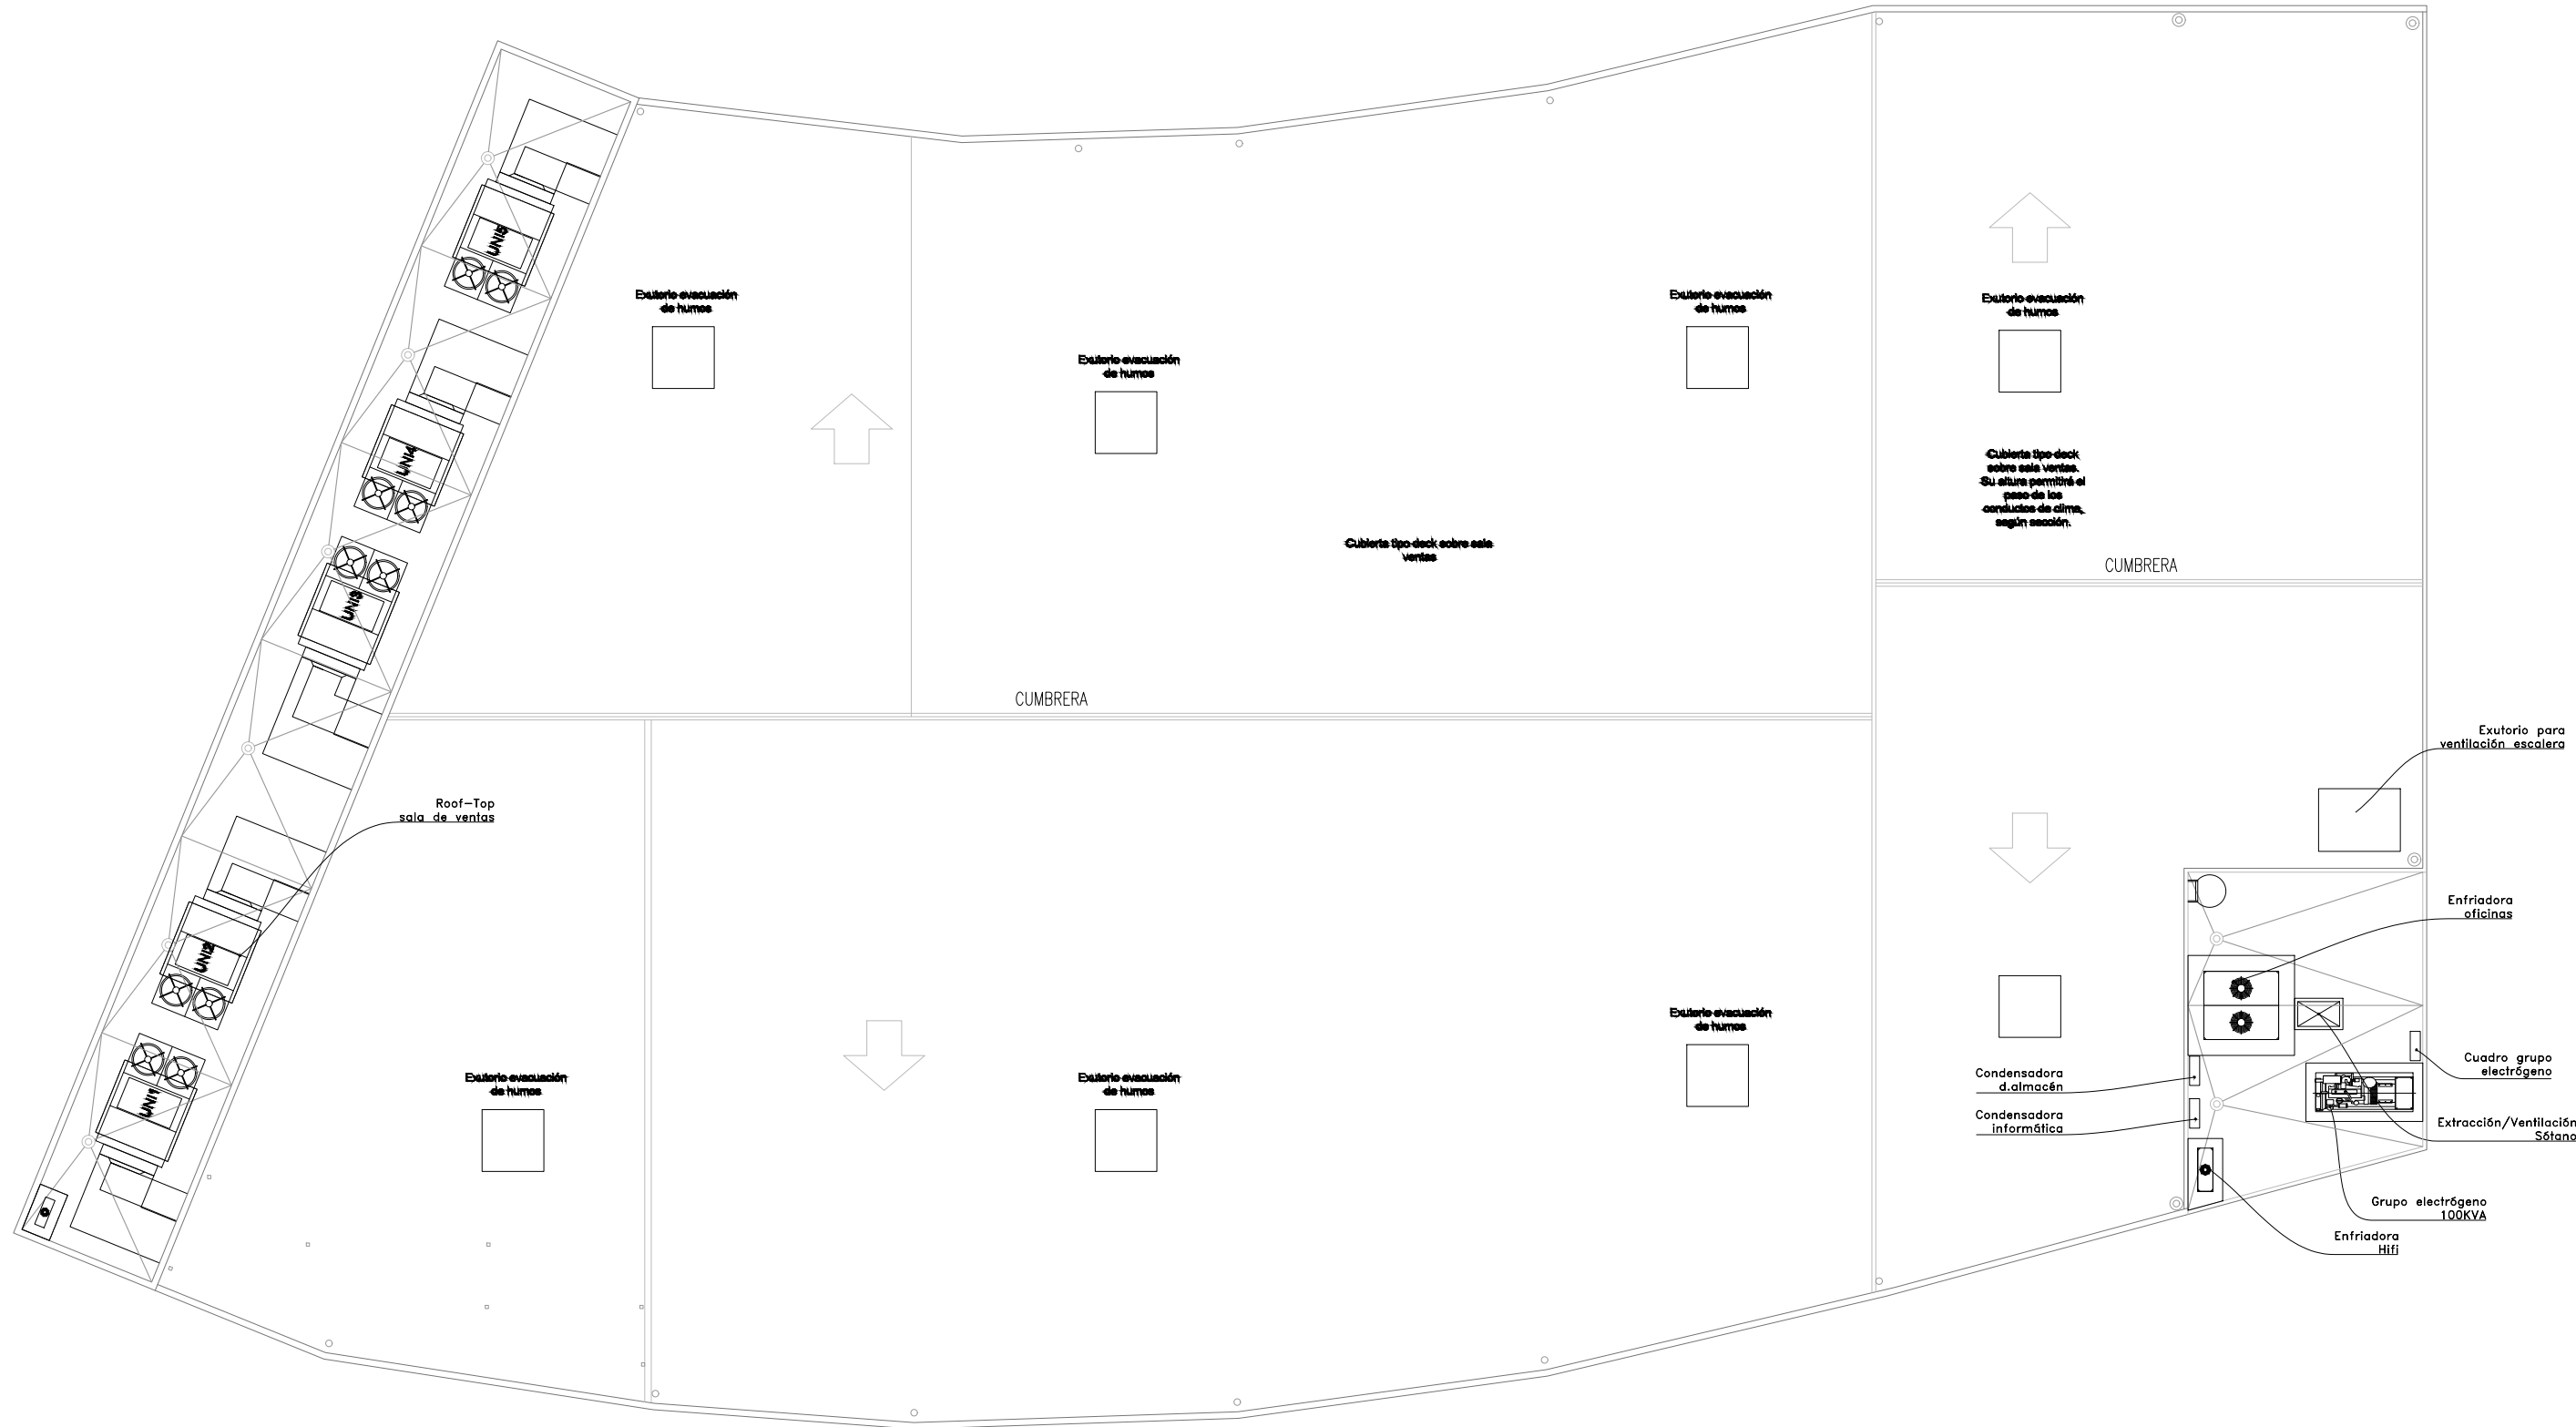 UNI5
Exutorio evacuación
de humos
Exutorio evacuación
de humos
Exutorio evacuación
de humos
Exutorio evacuación
de humos
UNI4
Cubierta tipo deck
sobre sala ventas.
Su altura permitirá el
paso de los
conductos de clima,
según sección.
Cubierta tipo deck sobre sala
ventas
CUMBRERA
UNI3
CUMBRERA
Exutorio para
ventilación escalera
Roof-Top
sala de ventas
UNI2
Enfriadora
oficinas
Exutorio evacuación
de humos
Cuadro grupo
electrógeno
Condensadora
d.almacén
Exutorio evacuación
de humos
Exutorio evacuación
de humos
UNI1
Condensadora
informática
Extracción/Ventilación
Sótano
Grupo electrógeno
100KVA
Enfriadora
Hifi